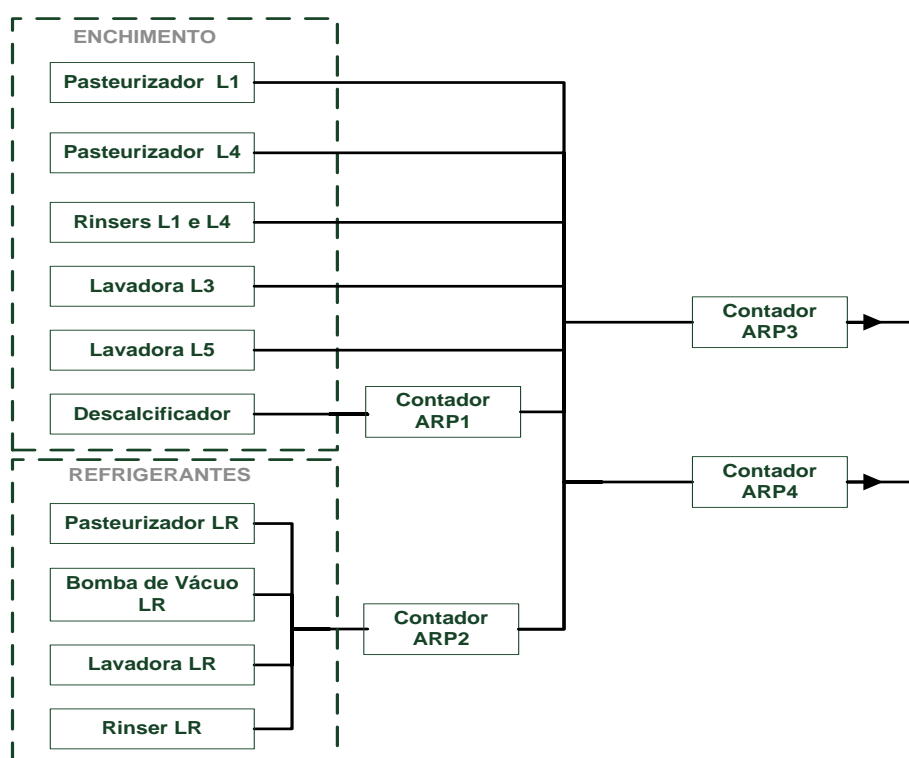 ENCHIMENTO
Pasteurizador L1
Pasteurizador L4
Rinsers L1 e L4
Lavadora L3
Lavadora L5
Descalcificador
Contador
ARP1
Contador
ARP3
Contador
ARP4
REFRIGERANTES
Pasteurizador LR
Bomba de Vácuo
LR
Lavadora LR
Rinser LR
Contador
ARP2